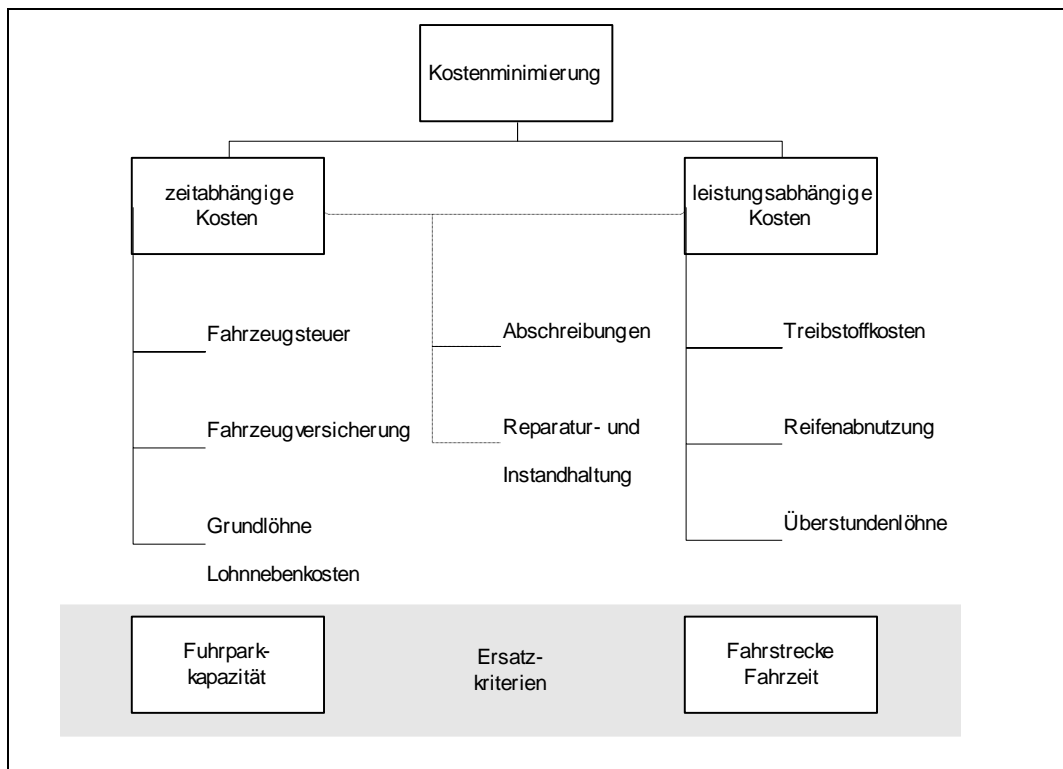 Kostenminimierung
zeitabhängige
Kosten
leistungsabhängige
Kosten
Fahrzeugsteuer
Fahrzeugversicherung
Grundlöhne
Lohnnebenkosten
Abschreibungen
Reparatur- und
Instandhaltung
Treibstoffkosten
Reifenabnutzung
Überstundenlöhne
Fuhrpark-
kapazität
Ersatz-
kriterien
Fahrstrecke
Fahrzeit